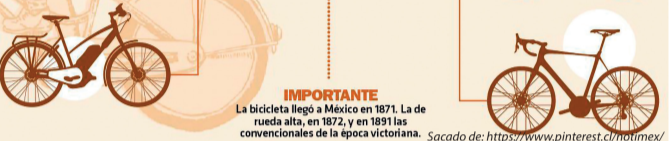 IMPORTANTE
La bicicleta llegó a México en 1871. La de
rueda alta, en 1872, y en 1891 las
convencionales de la época victoriana.
Sacado de: https://www.pinterest.cl/notimex/